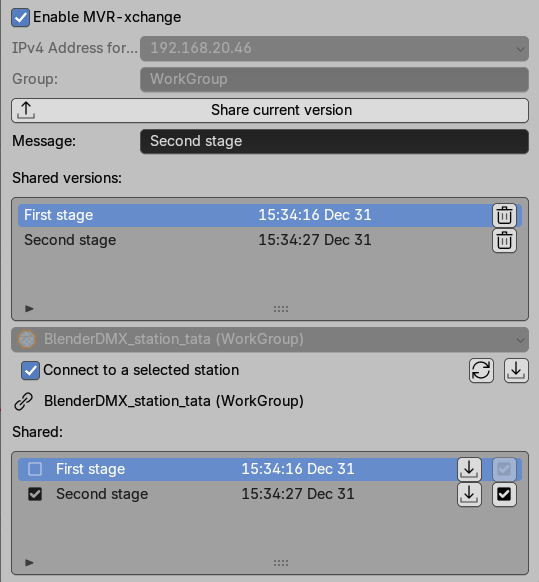 Enable MVR-xchange
IPv4 Address for... 192.168.20.46
Group: WorkGroup
Share current version
Message: Second stage
Shared versions:
First stage 15:34:16 Dec 31
Second stage 15:34:27 Dec 31
BlenderDMX_station_tata (WorkGroup)
Connect to a selected station
BlenderDMX_station_tata (WorkGroup)
Shared:
First stage 15:34:16 Dec 31
Second stage 15:34:27 Dec 31